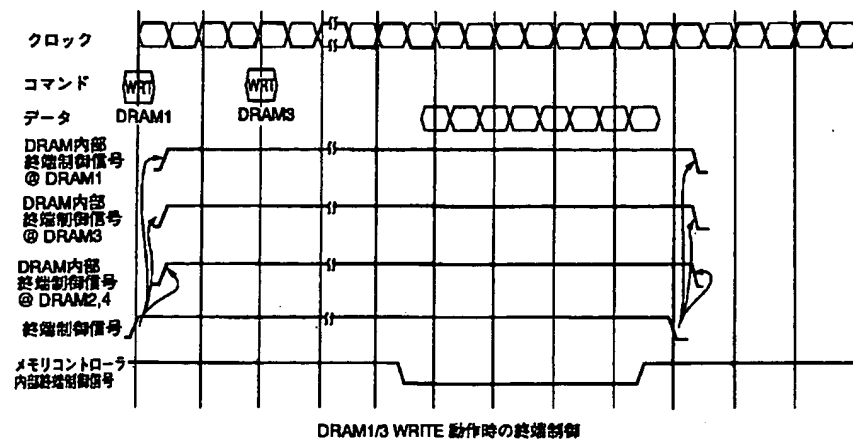 クロック
コマンド
WRT
WRT
データ
DRAM1
DRAM3
DRAM内部
終端制御信号
@ DRAM1
DRAM内部
終端制御信号
@ DRAM3
DRAM内部
終端制御信号
@ DRAM2,4
終端制御信号
メモリコントローラ
内部終端制御信号
DRAM1/3 WRITE 動作時の終端制御